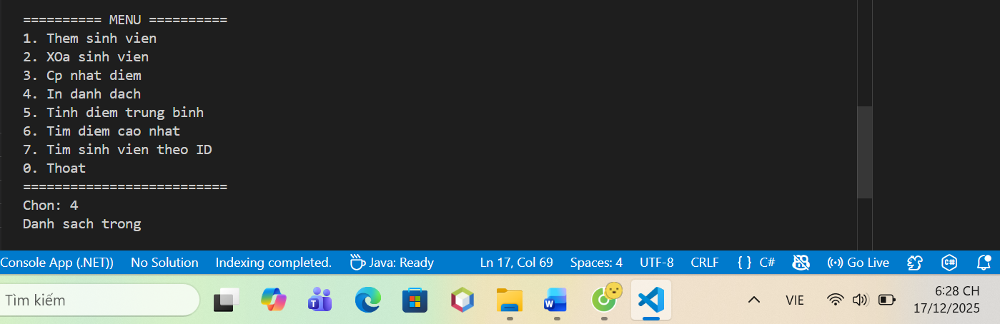 ========== MENU ==========
1. Them sinh vien
2. XOa sinh vien
3. Cp nhat diem
4. In danh dach
5. Tinh diem trung binh
6. Tim diem cao nhat
7. Tim sinh vien theo ID
0. Thoat
==========================
Chon: 4
Danh sach trong
Console App (.NET)) No Solution Indexing completed. Java: Ready Ln 17, Col 69 Spaces: 4 UTF-8 CRLF { } C# Go Live C#
Tìm kiếm T W VIE 6:28 CH
17/12/2025